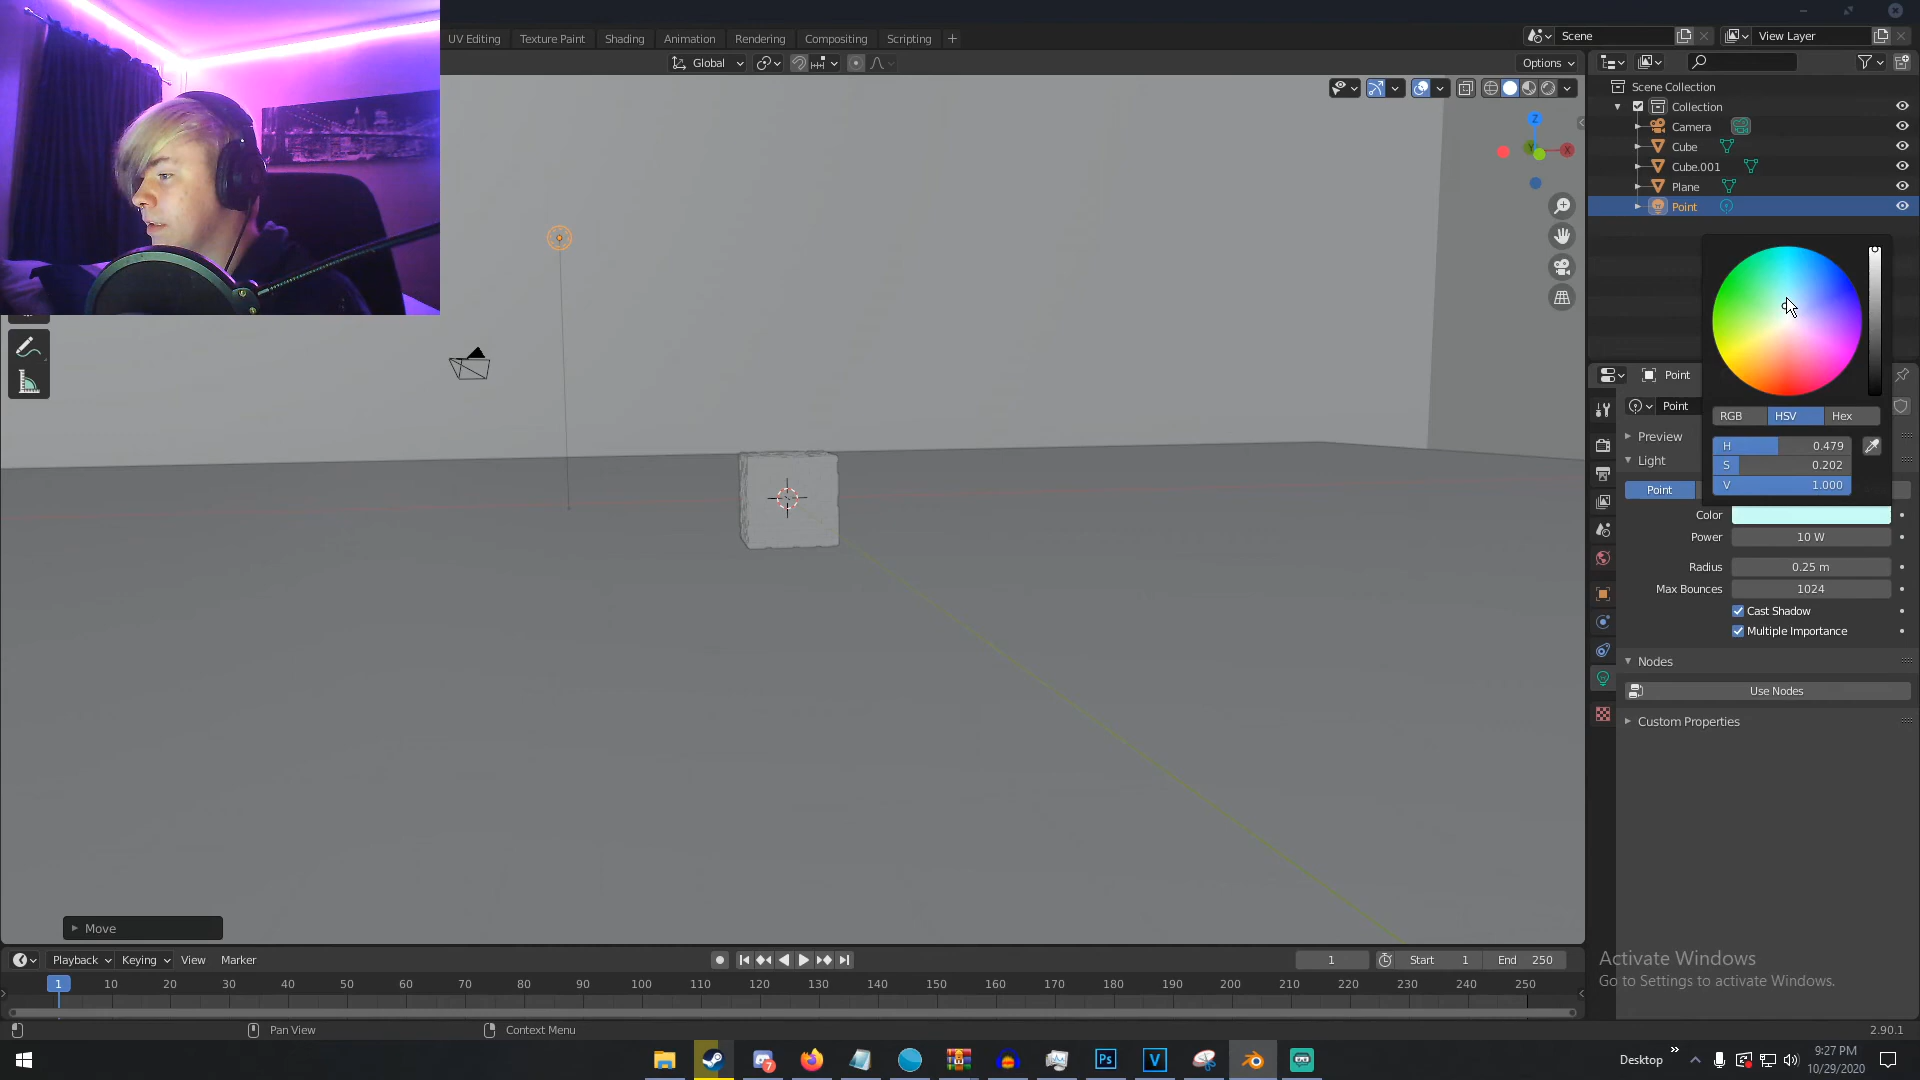 UV Editing Texture Paint Shading Animation Rendering Compositing Scripting +
Scene View Layer
Global Options
Scene Collection
Collection
Camera
Cube
Cube.001
Plane
Point
Z
Y
X
Point
RGB HSV Hex
Point
Preview
H 0.479
Light
S 0.202
V 1.000
Point
Color
Power 10 W
Radius 0.25 m
Max Bounces 1024
Cast Shadow
Multiple Importance
Nodes
Use Nodes
Custom Properties
Move
Activate Windows
Go to Settings to activate Windows.
Playback Keying View Marker 1 Start 1 End 250
1 10 20 30 40 50 60 70 80 90 100 110 120 130 140 150 160 170 180 190 200 210 220 230 240 250
Pan View Context Menu 2.90.1
7 Ps V Desktop 9:27 PM
10/29/2020